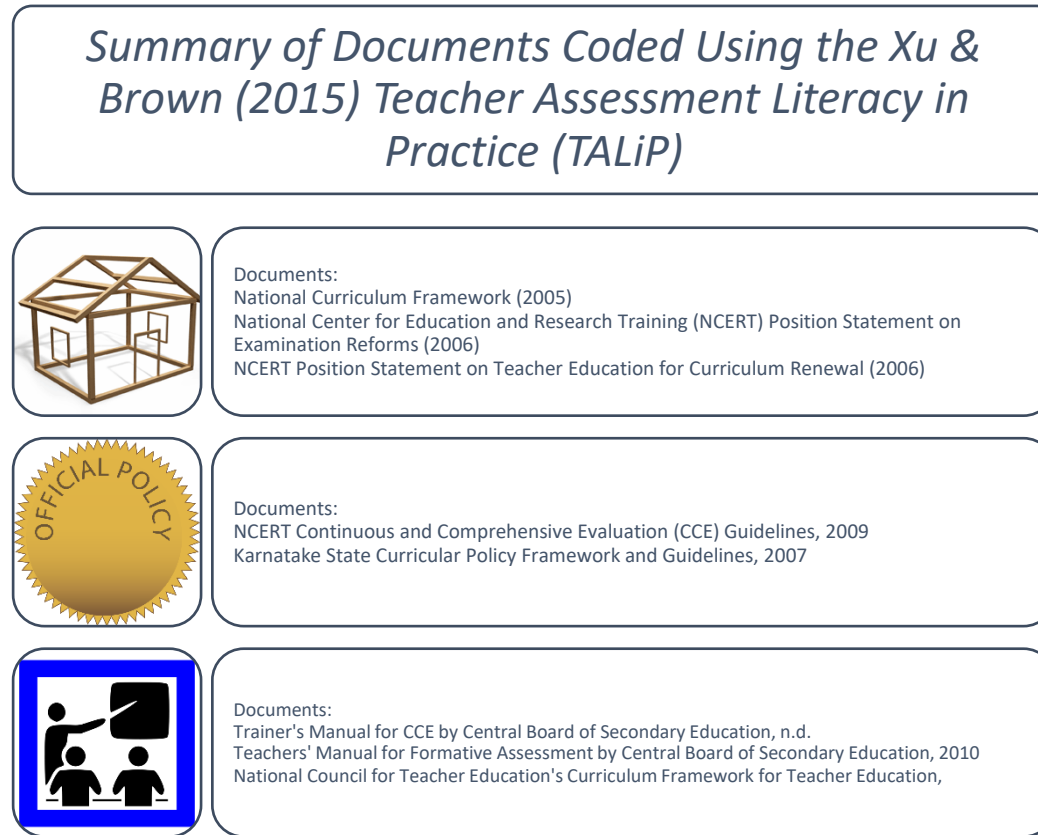 Summary of Documents Coded Using the Xu &
Brown (2015) Teacher Assessment Literacy in
Practice (TALiP)
Documents:
National Curriculum Framework (2005)
National Center for Education and Research Training (NCERT) Position Statement on
Examination Reforms (2006)
NCERT Position Statement on Teacher Education for Curriculum Renewal (2006)
OFFICIAL POLICY
Documents:
NCERT Continuous and Comprehensive Evaluation (CCE) Guidelines, 2009
Karnatake State Curricular Policy Framework and Guidelines, 2007
Documents:
Trainer's Manual for CCE by Central Board of Secondary Education, n.d.
Teachers' Manual for Formative Assessment by Central Board of Secondary Education, 2010
National Council for Teacher Education's Curriculum Framework for Teacher Education,